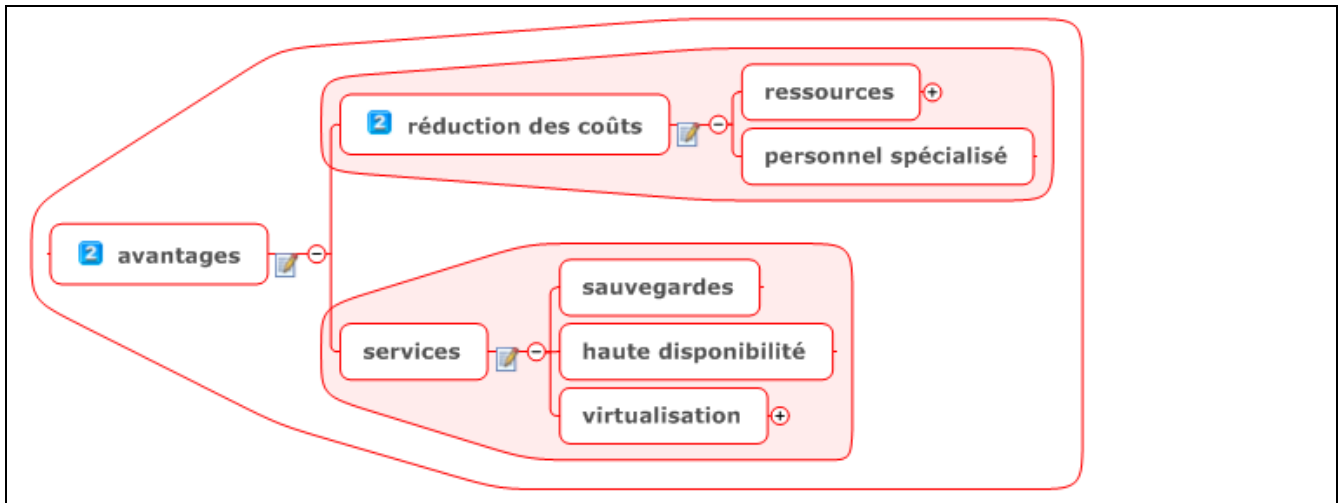 ressources
2 réduction des coûts
personnel spécialisé
2 avantages
sauvegardes
services
haute disponibilité
virtualisation